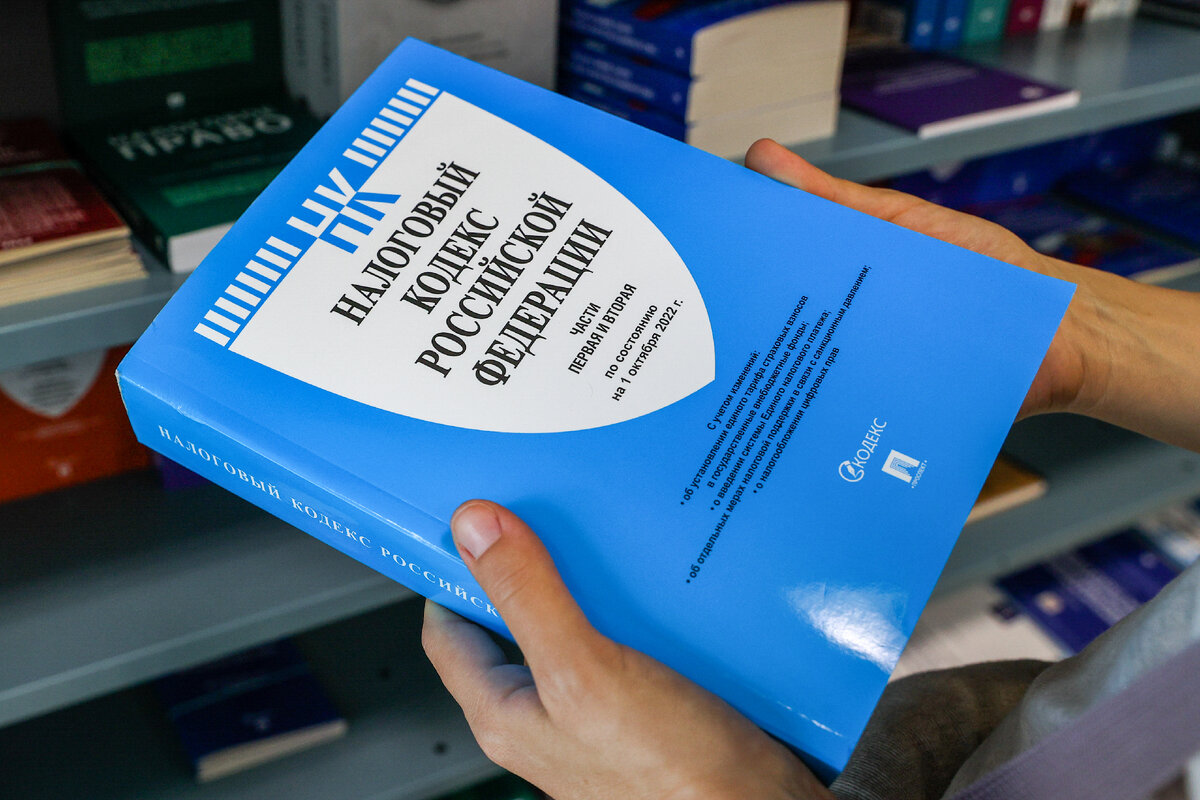 НАЛОГОВЫЙ
КОДЕКС
РОССИЙСКОЙ
ФЕДЕРАЦИИ
ЧАСТИ
ПЕРВАЯ И ВТОРАЯ
по состоянию
на 1 октября 2022 г.
С учетом изменений:
• об установлении единого тарифа страховых взносов
в государственные внебюджетные фонды;
• о введении системы Единого налогового платежа;
• об отдельных мерах налоговой поддержки в связи с санкционным давлением;
• о налогообложении цифровых прав
КОДЕКС
•ПРОСПЕКТ•
НАЛОГОВЫЙ КОДЕКС РОССИЙСК
ПРАВО